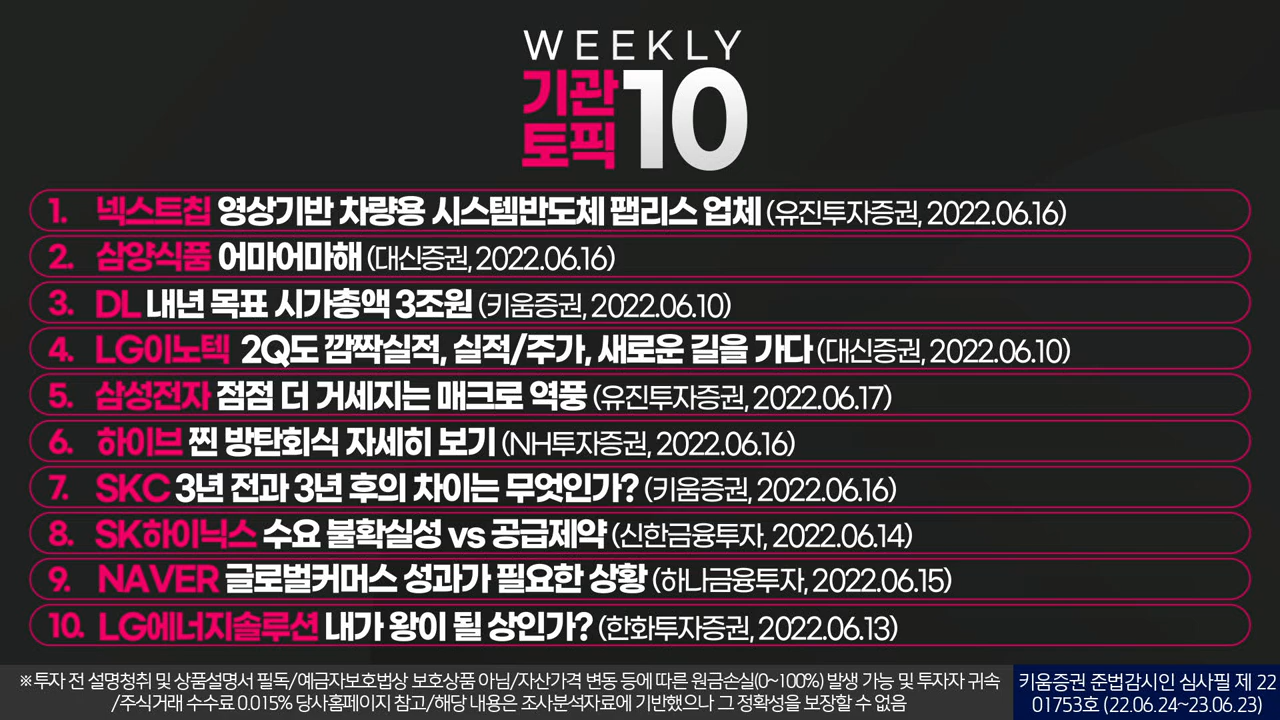 WEEKLY
기관
토픽
10
1. 넥스트칩 영상기반 차량용 시스템반도체 팹리스 업체 (유진투자증권, 2022.06.16)
2. 삼양식품 어마어마해 (대신증권, 2022.06.16)
3. DL 내년 목표 시가총액 3조원 (키움증권, 2022.06.10)
4. LG이노텍 2Q도 깜짝실적, 실적/주가, 새로운 길을 가다 (대신증권, 2022.06.10)
5. 삼성전자 점점 더 거세지는 매크로 역풍 (유진투자증권, 2022.06.17)
6. 하이브 찐 방탄회식 자세히 보기 (NH투자증권, 2022.06.16)
7. SKC 3년 전과 3년 후의 차이는 무엇인가? (키움증권, 2022.06.16)
8. SK하이닉스 수요 불확실성 vs 공급제약 (신한금융투자, 2022.06.14)
9. NAVER 글로벌커머스 성과가 필요한 상황 (하나금융투자, 2022.06.15)
10. LG에너지솔루션 내가 왕이 될 상인가? (한화투자증권, 2022.06.13)
※투자 전 설명청취 및 상품설명서 필독/예금자보호법상 보호상품 아님/자산가격 변동 등에 따른 원금손실(0~100%) 발생 가능 및 투자자 귀속
/주식거래 수수료 0.015% 당사홈페이지 참고/해당 내용은 조사분석자료에 기반했으나 그 정확성을 보장할 수 없음
키움증권 준법감시인 심사필 제 22
01753호 (22.06.24~23.06.23)